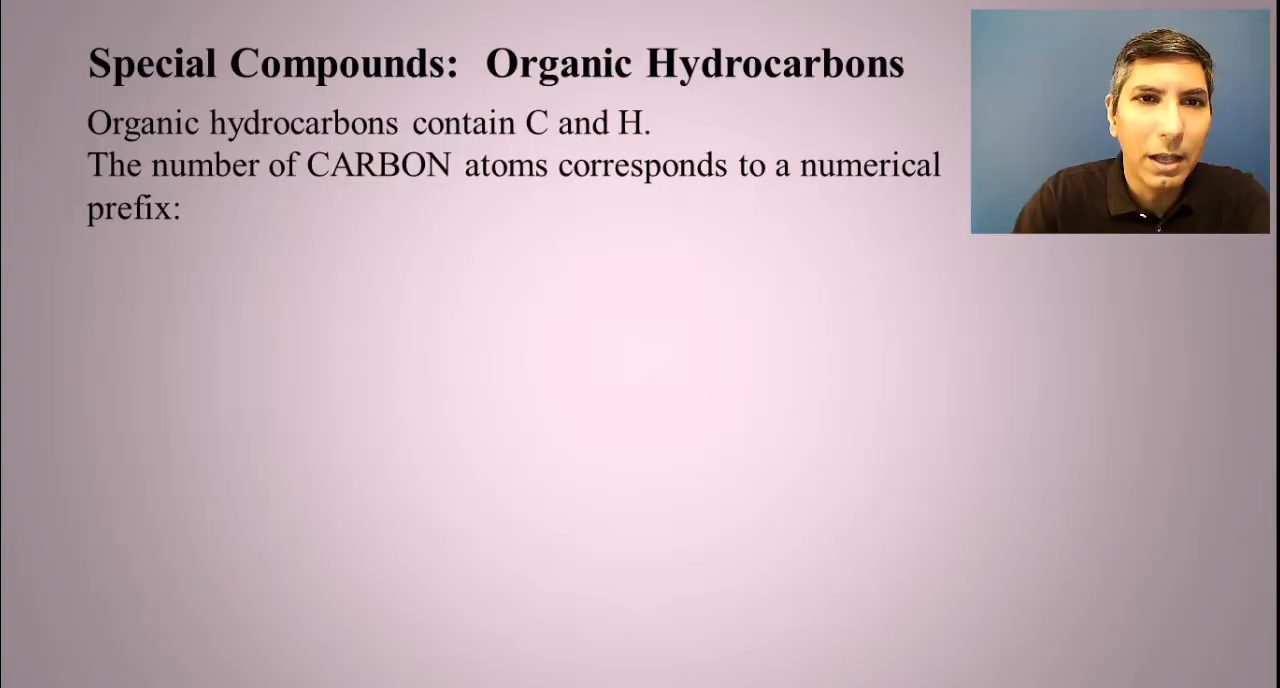 Special Compounds:  Organic Hydrocarbons
Organic hydrocarbons contain C and H.
The number of CARBON atoms corresponds to a numerical
prefix: